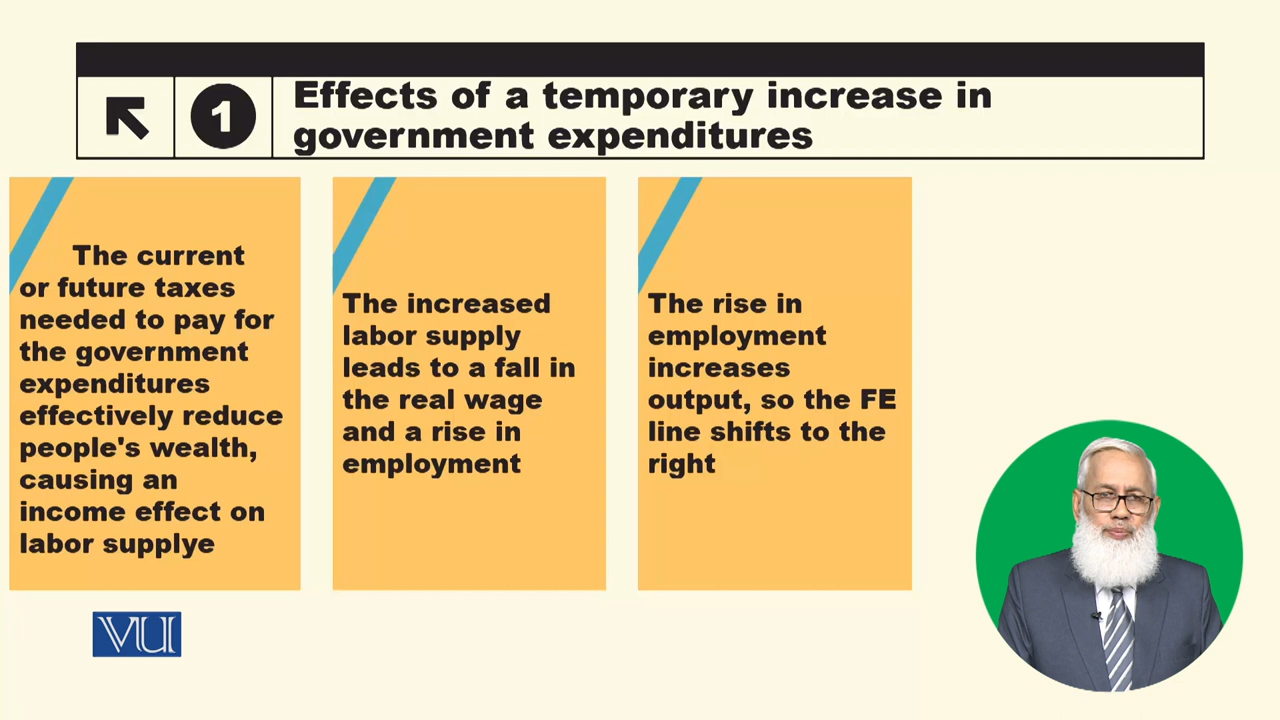 1
Effects of a temporary increase in
government expenditures
The current
or future taxes
needed to pay for
the government
expenditures
effectively reduce
people's wealth,
causing an
income effect on
labor supplye
The increased
labor supply
leads to a fall in
the real wage
and a rise in
employment
The rise in
employment
increases
output, so the FE
line shifts to the
right
VU